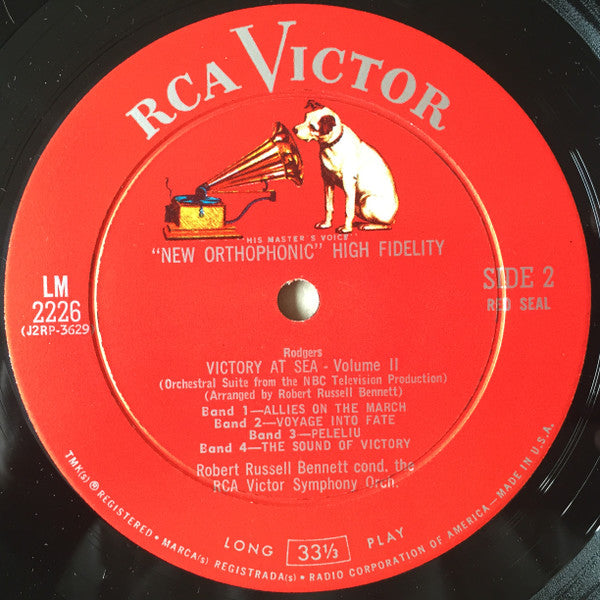 RCA VICTOR
HIS MASTER'S VOICE
"NEW ORTHOPHONIC" HIGH FIDELITY
LM
2226
(J2RP-3629
SIDE 2
RED SEAL
Rodgers
VICTORY AT SEA - Volume II
(Orchestral Suite from the NBC Television Production)
(Arranged by Robert Russell Bennett)
Band 1—ALLIES ON THE MARCH
Band 2—VOYAGE INTO FATE
Band 3—PELELIU
Band 4—THE SOUND OF VICTORY
Robert Russell Bennett cond. the
RCA Victor Symphony Orch.
LONG 33⅓ PLAY
TMK(s) ® REGISTERED • MARCA(s) REGISTRADA(s) • RADIO CORPORATION OF AMERICA—MADE IN U.S.A.